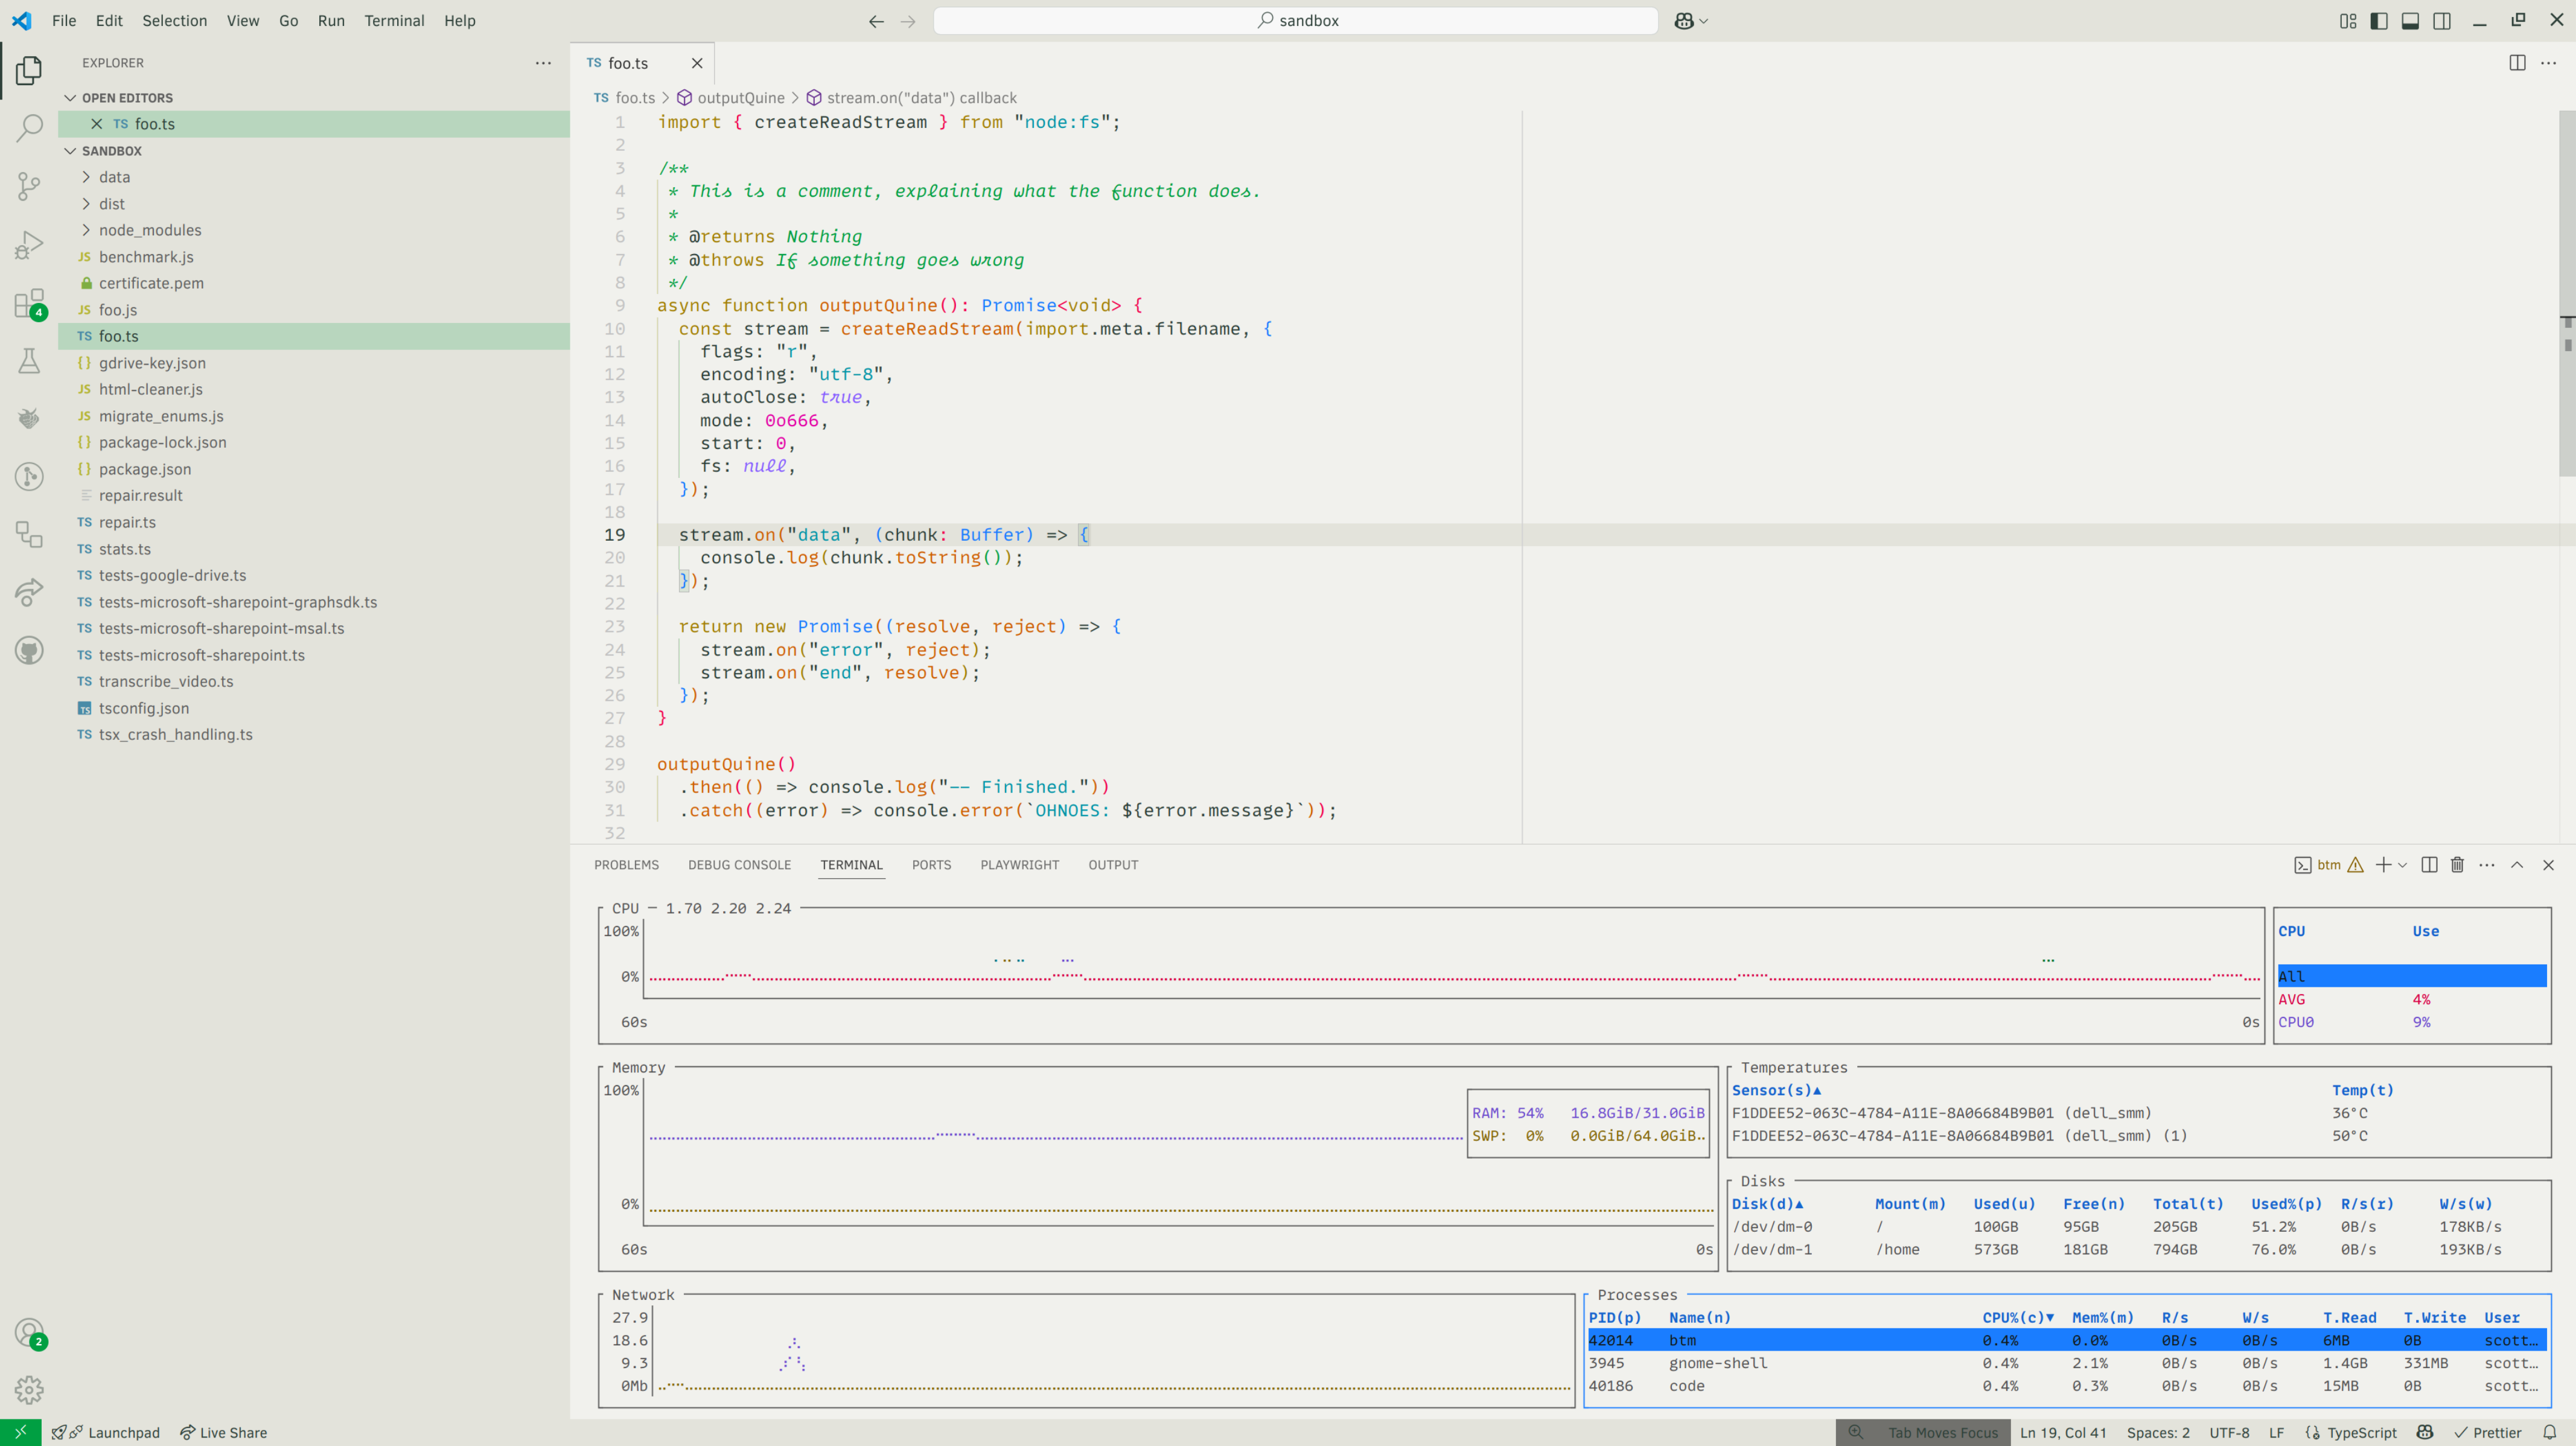 File Edit Selection View Go Run Terminal Help
sandbox
EXPLORER
OPEN EDITORS
TS foo.ts
SANDBOX
data
dist
node_modules
JS benchmark.js
certificate.pem
JS foo.js
TS foo.ts
{} gdrive-key.json
JS html-cleaner.js
JS migrate_enums.js
{} package-lock.json
{} package.json
repair.result
TS repair.ts
TS stats.ts
TS tests-google-drive.ts
TS tests-microsoft-sharepoint-graphsdk.ts
TS tests-microsoft-sharepoint-msal.ts
TS tests-microsoft-sharepoint.ts
TS transcribe_video.ts
TS tsconfig.json
TS tsx_crash_handling.ts
4
2
TS foo.ts
TS foo.ts > outputQuine > stream.on("data") callback
1 import { createReadStream } from "node:fs";
2
3 /**
4  * This is a comment, explaining what the function does.
5  *
6  * @returns Nothing
7  * @throws If something goes wrong
8  */
9 async function outputQuine(): Promise<void> {
10   const stream = createReadStream(import.meta.filename, {
11     flags: "r",
12     encoding: "utf-8",
13     autoClose: true,
14     mode: 0o666,
15     start: 0,
16     fs: null,
17   });
18
19   stream.on("data", (chunk: Buffer) => {
20     console.log(chunk.toString());
21   });
22
23   return new Promise((resolve, reject) => {
24     stream.on("error", reject);
25     stream.on("end", resolve);
26   });
27 }
28
29 outputQuine()
30   .then(() => console.log("-- Finished."))
31   .catch((error) => console.error(`OHNOES: ${error.message}`));
32
PROBLEMS DEBUG CONSOLE TERMINAL PORTS PLAYWRIGHT OUTPUT
btm
CPU — 1.70 2.20 2.24
100%
0%
60s 0s
CPU Use
All
AVG 4%
CPU0 9%
Memory
100%
RAM: 54% 16.8GiB/31.0GiB
SWP: 0% 0.0GiB/64.0GiB…
0%
60s 0s
Temperatures
Sensor(s)▲ Temp(t)
F1DDEE52-063C-4784-A11E-8A06684B9B01 (dell_smm) 36°C
F1DDEE52-063C-4784-A11E-8A06684B9B01 (dell_smm) (1) 50°C
Disks
Disk(d)▲ Mount(m) Used(u) Free(n) Total(t) Used%(p) R/s(r) W/s(w)
/dev/dm-0 / 100GB 95GB 205GB 51.2% 0B/s 178KB/s
/dev/dm-1 /home 573GB 181GB 794GB 76.0% 0B/s 193KB/s
Network
27.9
18.6
9.3
0Mb
Processes
PID(p) Name(n) CPU%(c)▼ Mem%(m) R/s W/s T.Read T.Write User
42014 btm 0.4% 0.0% 0B/s 0B/s 6MB 0B scott…
3945 gnome-shell 0.4% 2.1% 0B/s 0B/s 1.4GB 331MB scott…
40186 code 0.4% 0.3% 0B/s 0B/s 15MB 0B scott…
Launchpad Live Share Tab Moves Focus Ln 19, Col 41 Spaces: 2 UTF-8 LF TypeScript Prettier